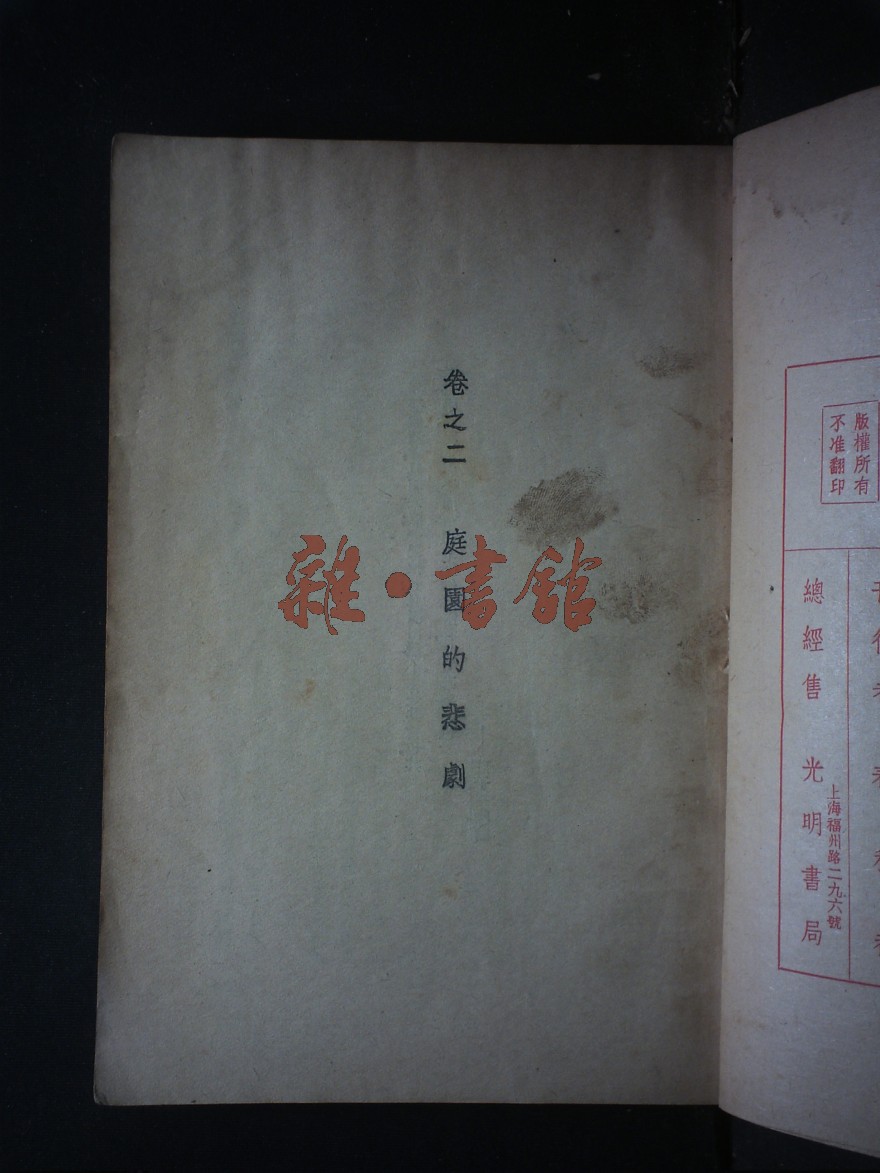 卷之二 庭園的悲劇
雜·書館
版權所有
不准翻印
總經售 光明書局
上海福州路二九六號